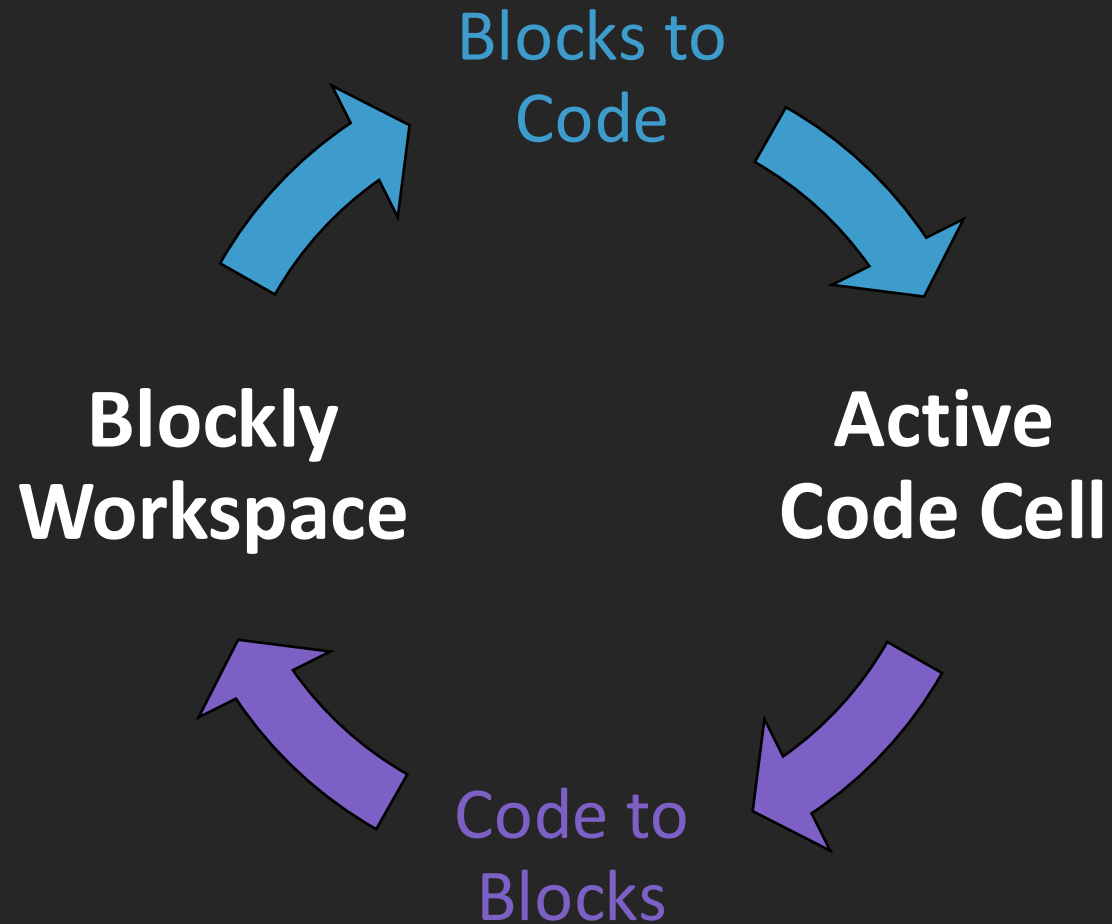 Blocks to
Code
Blockly
Workspace
Active
Code Cell
Code to
Blocks